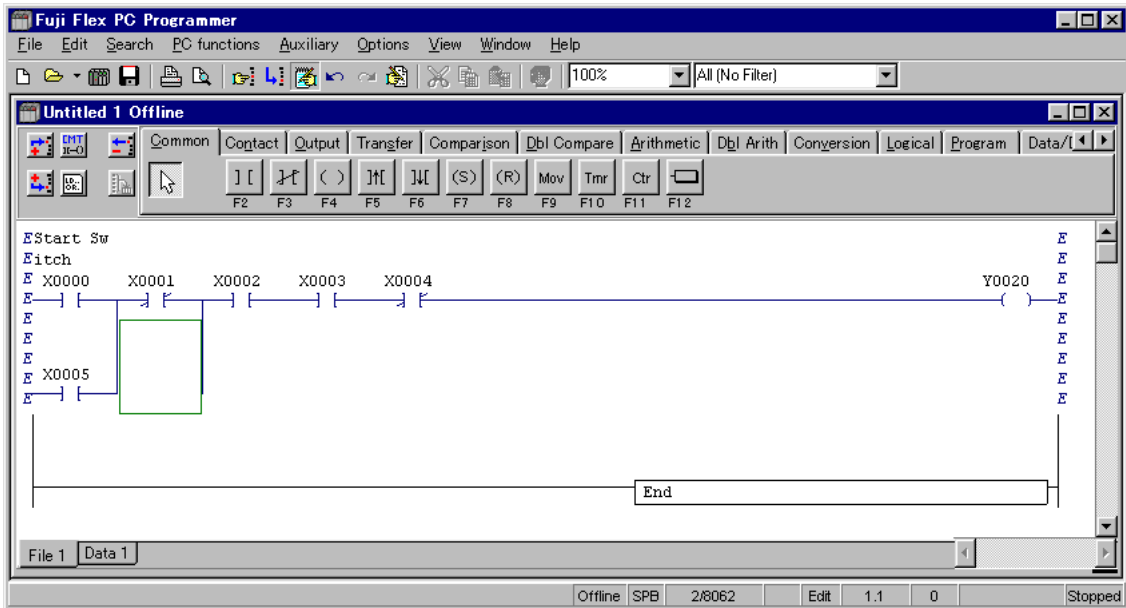 Fuji Flex PC Programmer
File Edit Search PC functions Auxiliary Options View Window Help
100% All (No Filter)
Untitled 1 Offline
CMT
LD..
OR..
Common Contact Output Transfer Comparison Dbl Compare Arithmetic Dbl Arith Conversion Logical Program Data/
(S) (R) Mov Tmr Ctr
F2 F3 F4 F5 F6 F7 F8 F9 F10 F11 F12
EStart Sw E
Eitch E
E X0000 X0001 X0002 X0003 X0004 Y0020 E
E E
E E
E E
E E
E X0005 E
E E
End
File 1 Data 1
Offline SPB 2/8062 Edit 1.1 0 Stopped